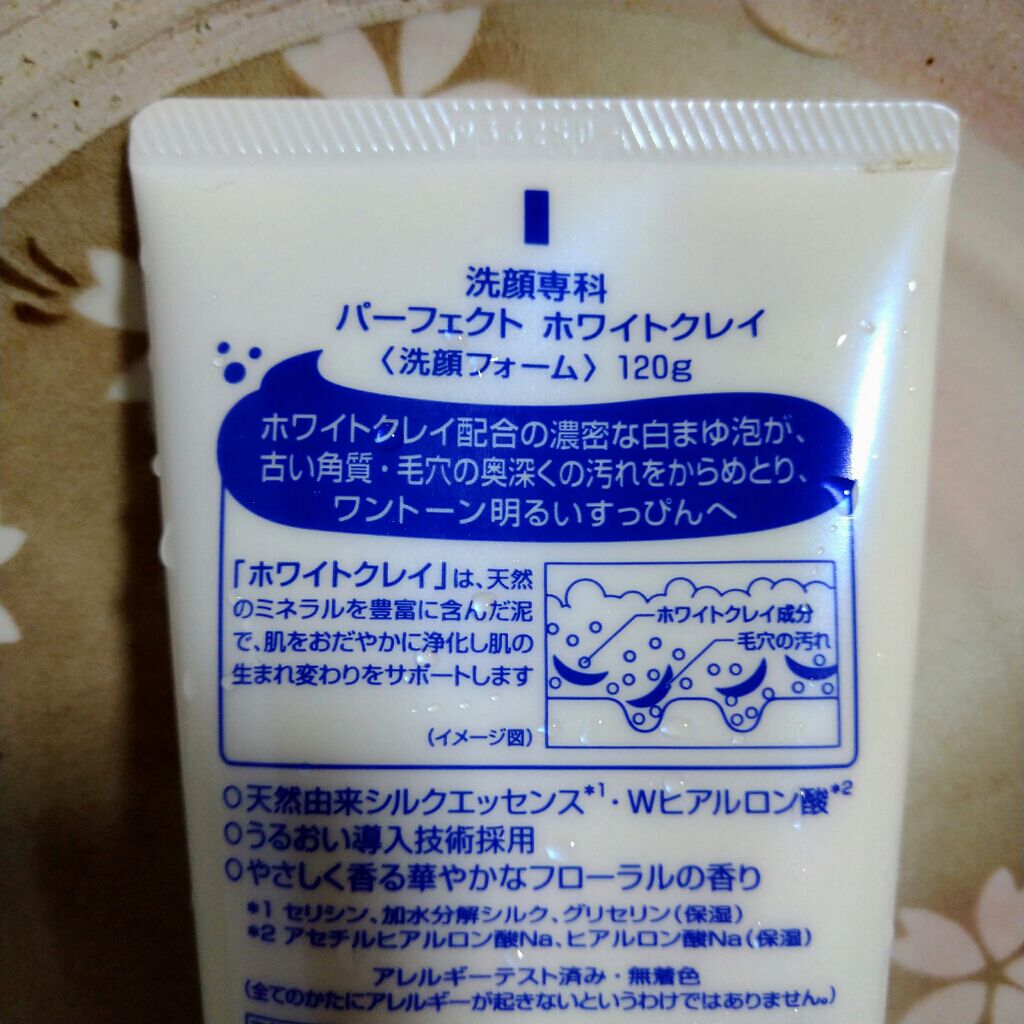 洗顔専科
パーフェクト ホワイトクレイ
〈洗顔フォーム〉 120g
ホワイトクレイ配合の濃密な白まゆ泡が、
古い角質・毛穴の奥深くの汚れをからめとり、
ワントーン明るいすっぴんへ
「ホワイトクレイ」は、天然
のミネラルを豊富に含んだ泥
で、肌をおだやかに浄化し肌の
生まれ変わりをサポートします
(イメージ図)
ホワイトクレイ成分
毛穴の汚れ
○天然由来シルクエッセンス*1・Wヒアルロン酸*2
○うるおい導入技術採用
○やさしく香る華やかなフローラルの香り
*1 セリシン、加水分解シルク、グリセリン(保湿)
*2 アセチルヒアルロン酸Na、ヒアルロン酸Na(保湿)
アレルギーテスト済み・無着色
(全てのかたにアレルギーが起きないというわけではありません。)